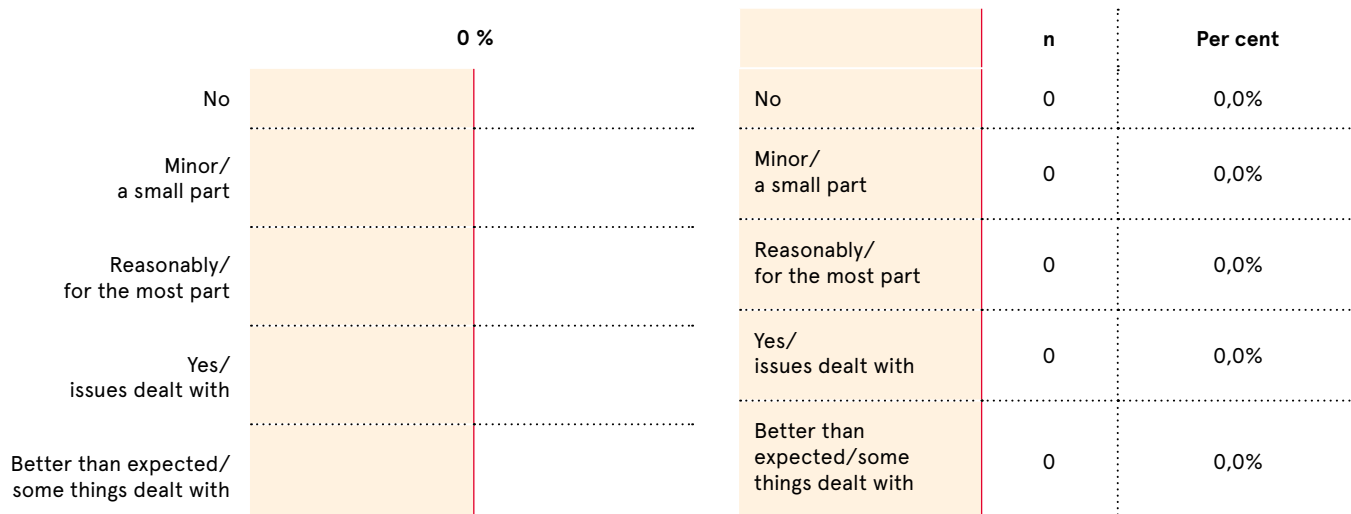 0 %
No
Minor/
a small part
Reasonably/
for the most part
Yes/
issues dealt with
Better than expected/
some things dealt with
n Per cent
No 0 0,0%
Minor/
a small part 0 0,0%
Reasonably/
for the most part 0 0,0%
Yes/
issues dealt with 0 0,0%
Better than
expected/some
things dealt with 0 0,0%